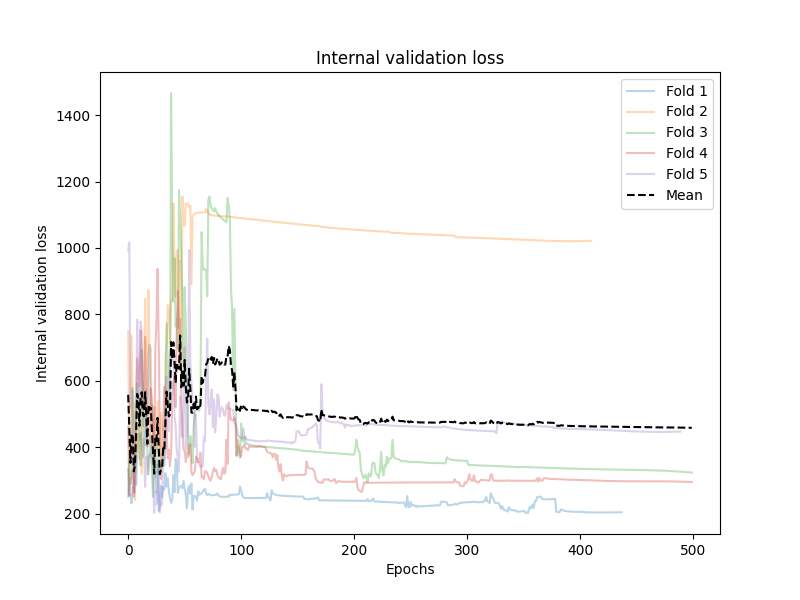 Internal validation loss
Internal validation loss
1400
1200
1000
800
600
400
200
0
100
200
300
400
500
Epochs
Fold 1
Fold 2
Fold 3
Fold 4
Fold 5
Mean